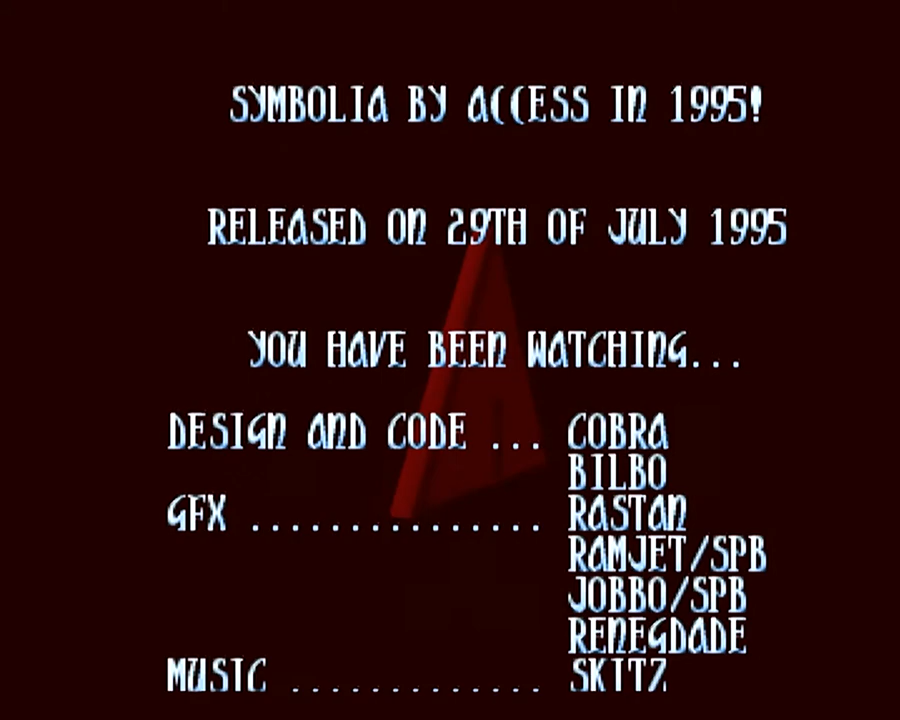 SYMBOLIA BY ACCESS IN 1995!
RELEASED ON 29TH OF JULY 1995
YOU HAVE BEEN WATCHING...
DESIGN AND CODE ... COBRA
BILBO
GFX ............... RASTAN
RAMJET/SPB
JOBBO/SPB
RENEGDADE
MUSIC ............. SKITZ